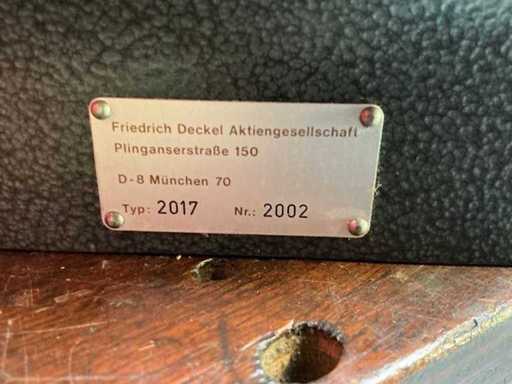 Friedrich Deckel Aktiengesellschaft
Plinganserstraße 150
D-8 München 70
Typ: 2017 Nr.: 2002